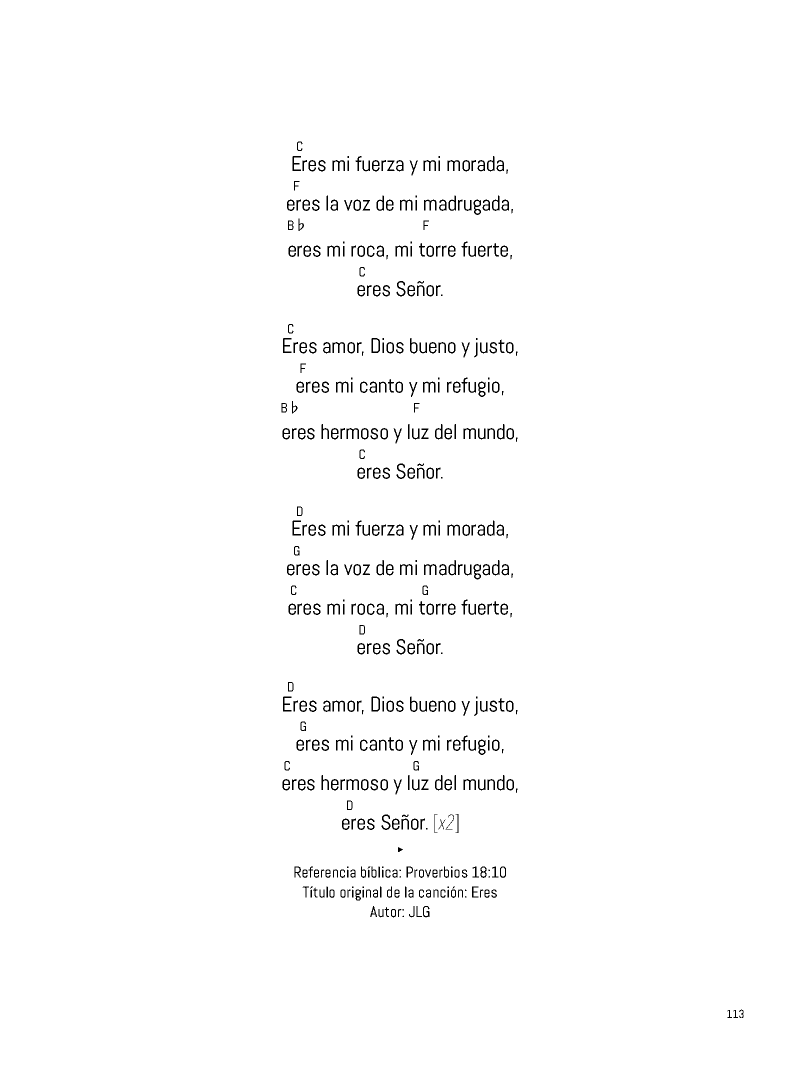 C
Eres mi fuerza y mi morada,
F
eres la voz de mi madrugada,
B♭ F
eres mi roca, mi torre fuerte,
C
eres Señor.
C
Eres amor, Dios bueno y justo,
F
eres mi canto y mi refugio,
B♭ F
eres hermoso y luz del mundo,
C
eres Señor.
D
Eres mi fuerza y mi morada,
G
eres la voz de mi madrugada,
C G
eres mi roca, mi torre fuerte,
D
eres Señor.
D
Eres amor, Dios bueno y justo,
G
eres mi canto y mi refugio,
C G
eres hermoso y luz del mundo,
D
eres Señor. [x2]
▸
Referencia bíblica: Proverbios 18:10
Título original de la canción: Eres
Autor: JLG
113